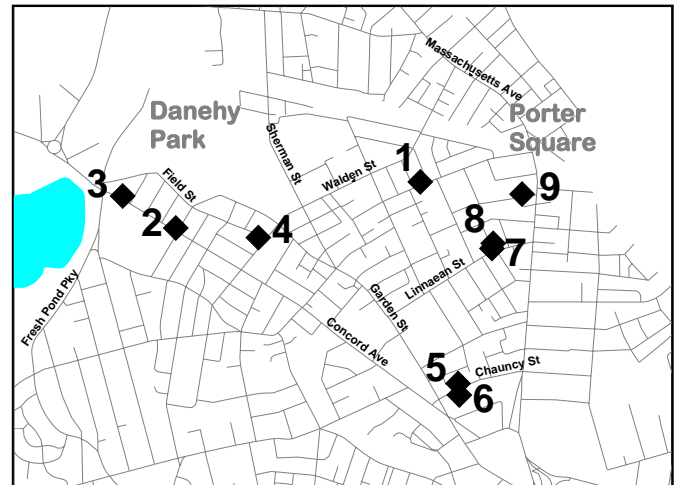 Massachusetts Ave
Danehy
Park
Porter
Square
Sherman St
1
Walden St
3
Field St
9
2
4
8
7
Linnaean St
Fresh Pond Pky
Garden St
Concord Ave
5
Chauncy St
6